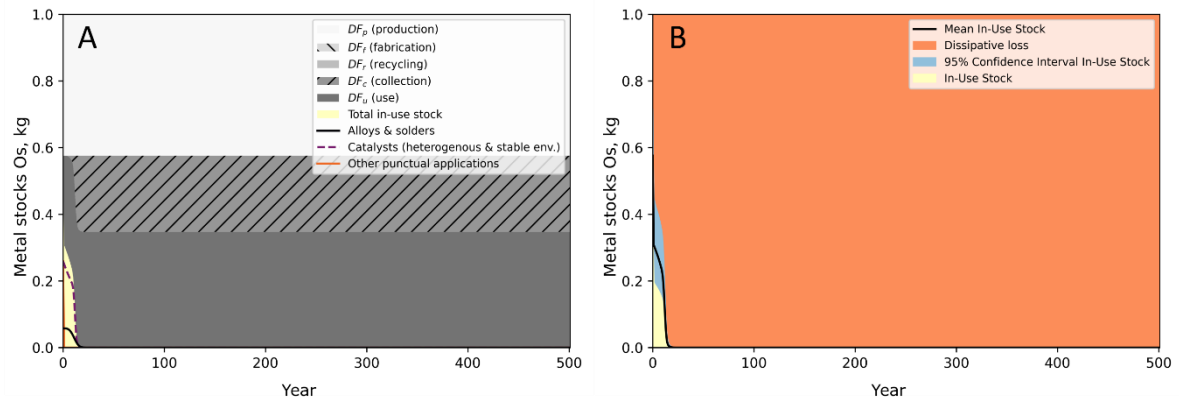 A
DF_p (production)
DF_f (fabrication)
DF_r (recycling)
DF_c (collection)
DF_u (use)
Total in-use stock
Alloys & solders
Catalysts (heterogenous & stable env.)
Other punctual applications
Metal stocks Os, kg
1.0
0.8
0.6
0.4
0.2
0.0
0
100
200
300
400
500
Year
B
Mean In-Use Stock
Dissipative loss
95% Confidence Interval In-Use Stock
In-Use Stock
Metal stocks Os, kg
1.0
0.8
0.6
0.4
0.2
0.0
0
100
200
300
400
500
Year